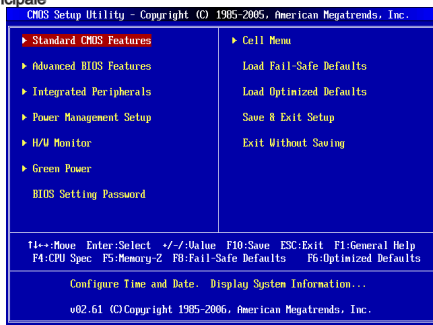 cipale
CMOS Setup Utility - Copyright (C) 1985-2005, American Megatrends, Inc.
Standard CMOS Features
Advanced BIOS Features
Integrated Peripherals
Power Management Setup
H/W Monitor
Green Power
BIOS Setting Password
Cell Menu
Load Fail-Safe Defaults
Load Optimized Defaults
Save & Exit Setup
Exit Without Saving
↑↓←→:Move Enter:Select +/-/:Value F10:Save ESC:Exit F1:General Help
F4:CPU Spec F5:Memory-Z F8:Fail-Safe Defaults F6:Optimized Defaults
Configure Time and Date. Display System Information...
v02.61 (C)Copyright 1985-2006, American Megatrends, Inc.